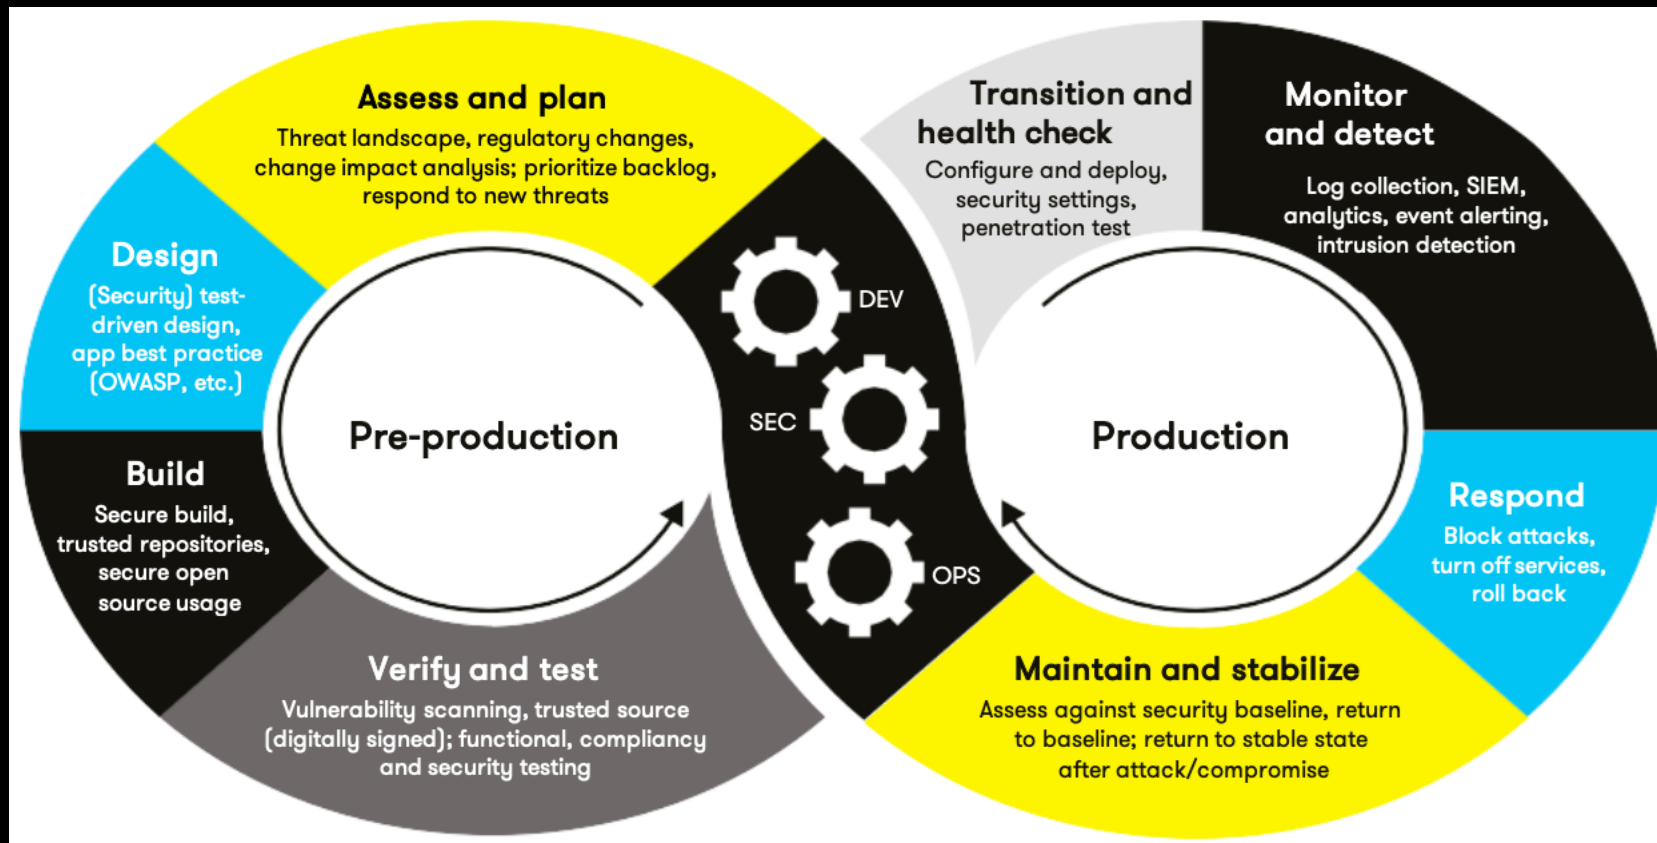 Assess and plan
Threat landscape, regulatory changes,
change impact analysis; prioritize backlog,
respond to new threats
Design
(Security) test-
driven design,
app best practice
(OWASP, etc.)
Build
Secure build,
trusted repositories,
secure open
source usage
Verify and test
Vulnerability scanning, trusted source
(digitally signed); functional, compliancy
and security testing
Pre-production
DEV
SEC
OPS
Transition and
health check
Configure and deploy,
security settings,
penetration test
Monitor
and detect
Log collection, SIEM,
analytics, event alerting,
intrusion detection
Respond
Block attacks,
turn off services,
roll back
Maintain and stabilize
Assess against security baseline, return
to baseline; return to stable state
after attack/compromise
Production